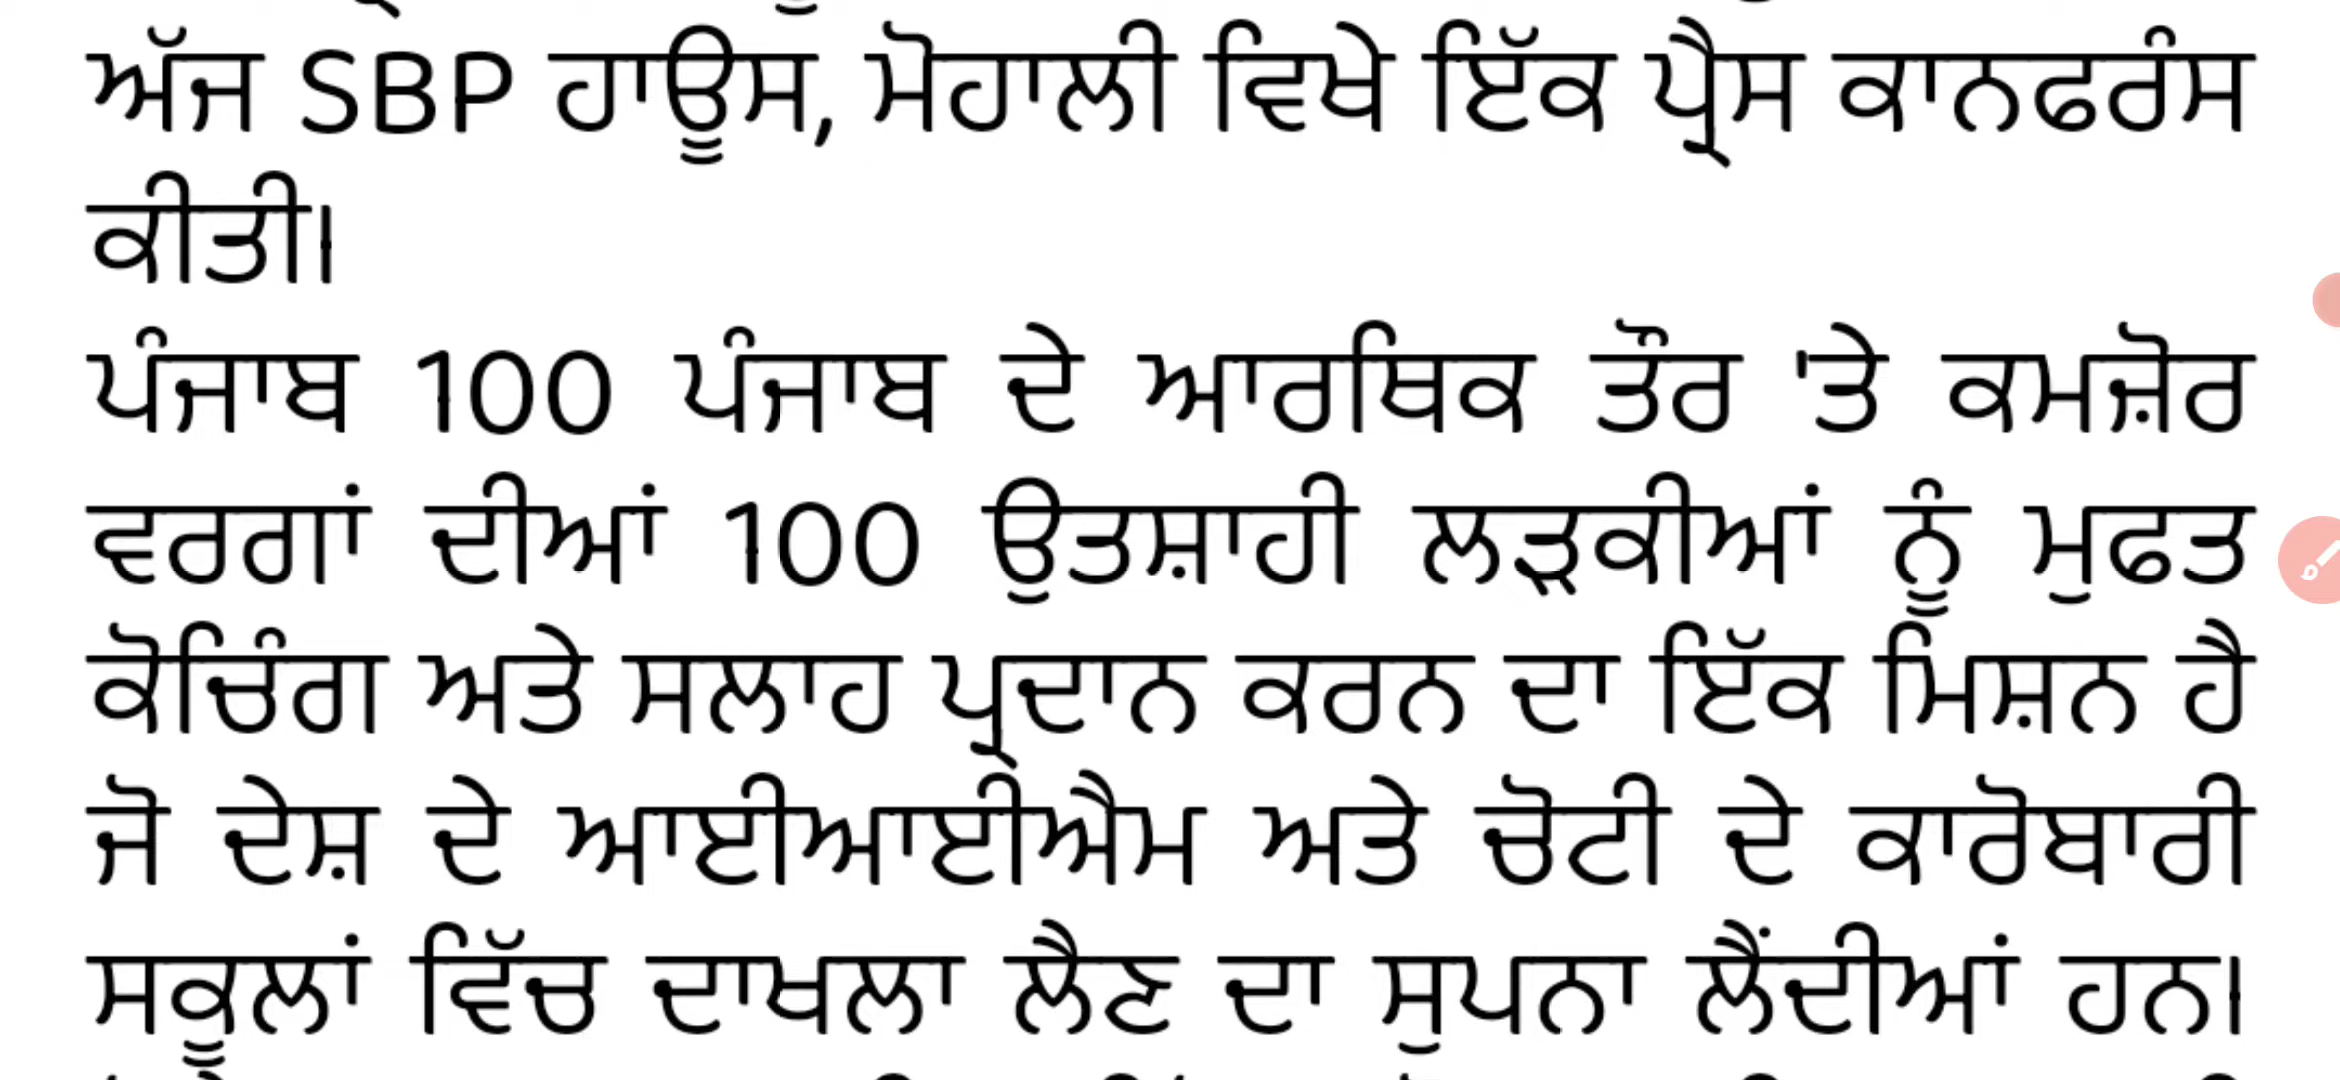 ਅੱਜ SBP ਹਾਊਸ, ਮੋਹਾਲੀ ਵਿਖੇ ਇੱਕ ਪ੍ਰੈਸ ਕਾਨਫਰੰਸ
ਕੀਤੀ।
ਪੰਜਾਬ 100 ਪੰਜਾਬ ਦੇ ਆਰਥਿਕ ਤੌਰ 'ਤੇ ਕਮਜ਼ੋਰ
ਵਰਗਾਂ ਦੀਆਂ 100 ਉਤਸ਼ਾਹੀ ਲੜਕੀਆਂ ਨੂੰ ਮੁਫਤ
ਕੋਚਿੰਗ ਅਤੇ ਸਲਾਹ ਪ੍ਰਦਾਨ ਕਰਨ ਦਾ ਇੱਕ ਮਿਸ਼ਨ ਹੈ
ਜੋ ਦੇਸ਼ ਦੇ ਆਈਆਈਐਮ ਅਤੇ ਚੋਟੀ ਦੇ ਕਾਰੋਬਾਰੀ
ਸਕੂਲਾਂ ਵਿੱਚ ਦਾਖਲਾ ਲੈਣ ਦਾ ਸੁਪਨਾ ਲੈਂਦੀਆਂ ਹਨ।